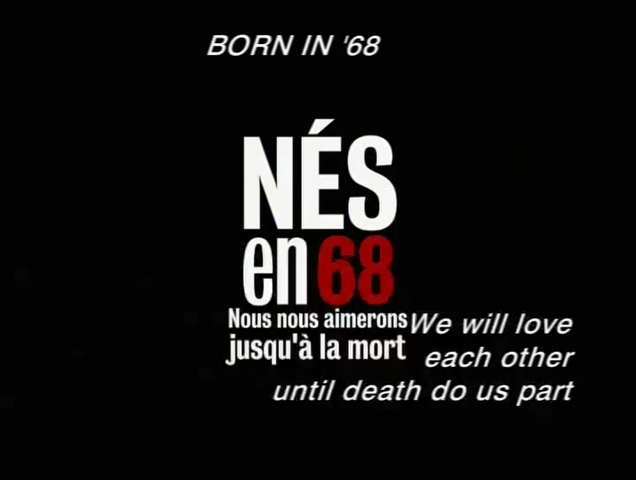 BORN IN '68
NÉS
en 68
Nous nous aimerons
jusqu'à la mort
We will love
each other
until death do us part